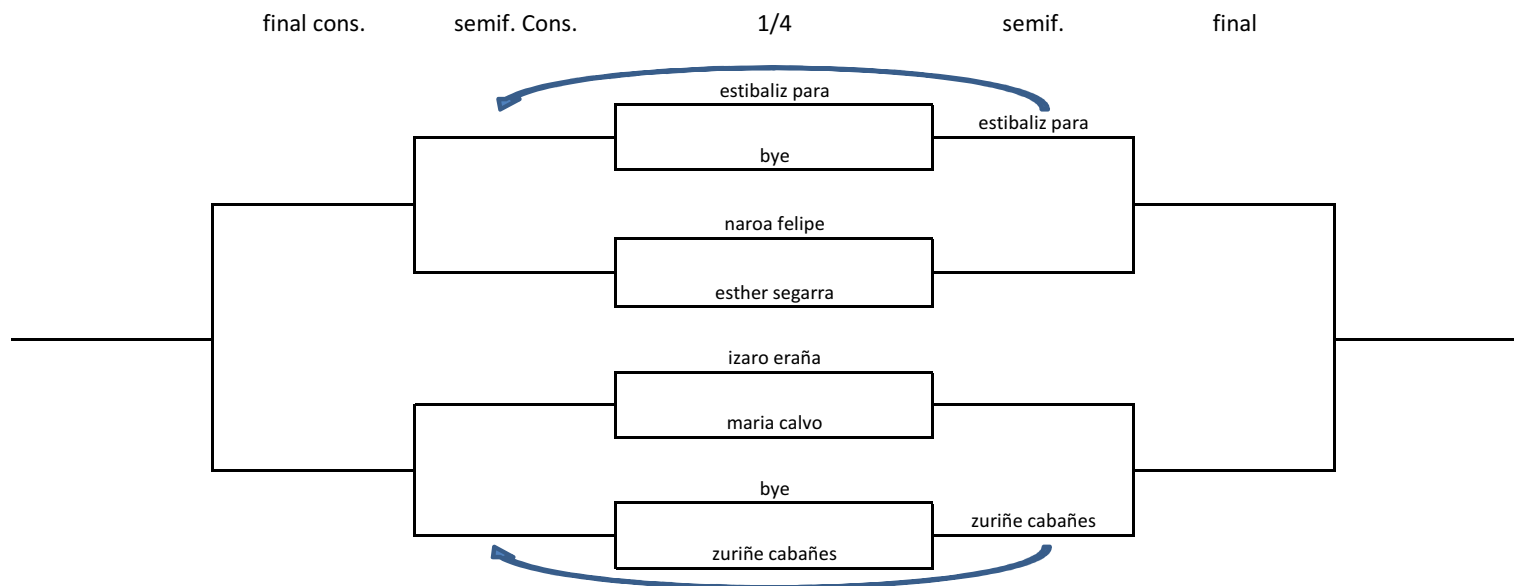 final cons. semif. Cons. 1/4 semif. final
estibaliz para
estibaliz para
bye
naroa felipe
esther segarra
izaro eraña
maria calvo
bye
zuriñe cabañes
zuriñe cabañes